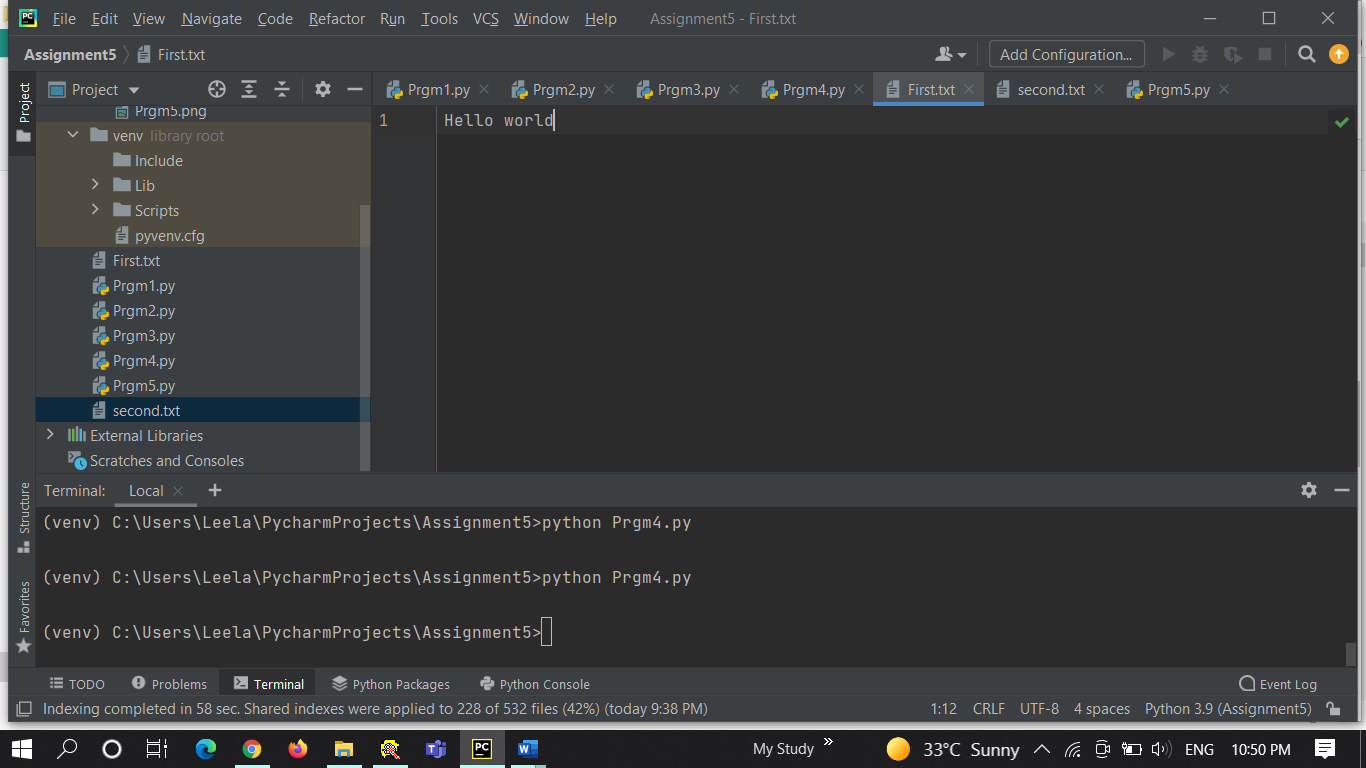 PC File Edit View Navigate Code Refactor Run Tools VCS Window Help Assignment5 - First.txt
Assignment5 First.txt Add Configuration...
Project Prgm1.py Prgm2.py Prgm3.py Prgm4.py First.txt second.txt Prgm5.py
Project
Prgm5.png
1 Hello world
venv library root
Include
Lib
Scripts
pyvenv.cfg
First.txt
Prgm1.py
Prgm2.py
Prgm3.py
Prgm4.py
Prgm5.py
second.txt
External Libraries
Scratches and Consoles
Structure
Favorites
Terminal: Local
(venv) C:\Users\Leela\PycharmProjects\Assignment5>python Prgm4.py
(venv) C:\Users\Leela\PycharmProjects\Assignment5>python Prgm4.py
(venv) C:\Users\Leela\PycharmProjects\Assignment5>
TODO Problems Terminal Python Packages Python Console Event Log
Indexing completed in 58 sec. Shared indexes were applied to 228 of 532 files (42%) (today 9:38 PM) 1:12 CRLF UTF-8 4 spaces Python 3.9 (Assignment5)
PC My Study 33°C Sunny ENG 10:50 PM